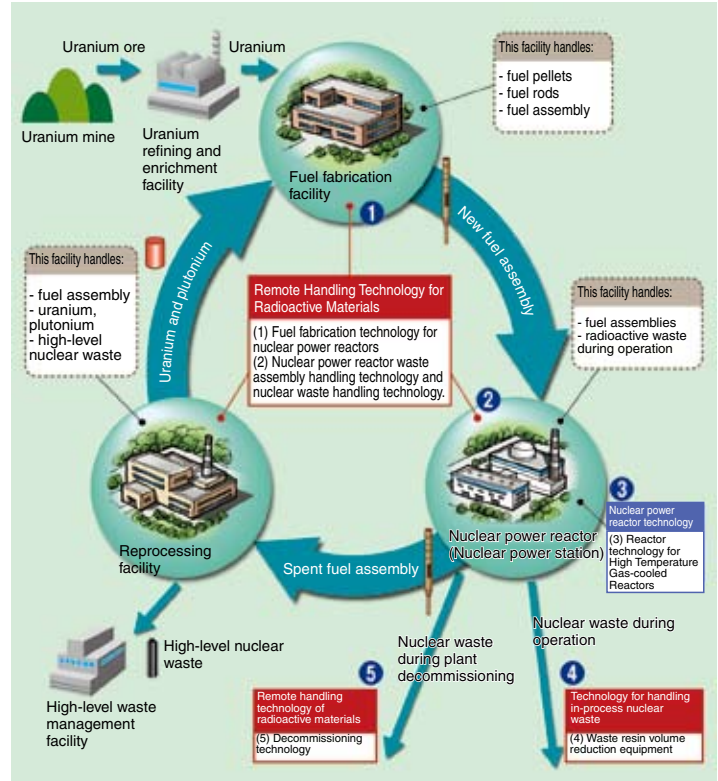 Uranium ore
Uranium
Uranium mine
Uranium
refining and
enrichment
facility
This facility handles:
- fuel pellets
- fuel rods
- fuel assembly
Fuel fabrication
facility
1
New fuel assembly
Uranium and plutonium
This facility handles:
- fuel assembly
- uranium,
plutonium
- high-level
nuclear waste
Remote Handling Technology for
Radioactive Materials
(1) Fuel fabrication technology for
nuclear power reactors
(2) Nuclear power reactor waste
assembly handling technology and
nuclear waste handling technology.
This facility handles:
- fuel assemblies
- radioactive waste
during operation
2
3
Nuclear power
reactor technology
(3) Reactor
technology for
High Temperature
Gas-cooled
Reactors
Nuclear power reactor
(Nuclear power station)
Reprocessing
facility
Spent fuel assembly
High-level nuclear
waste
High-level waste
management
facility
Nuclear waste
during plant
decommissioning
Nuclear waste during
operation
5
Remote handling
technology of
radioactive materials
(5) Decommissioning
technology
4
Technology for handling
in-process nuclear
waste
(4) Waste resin volume
reduction equipment